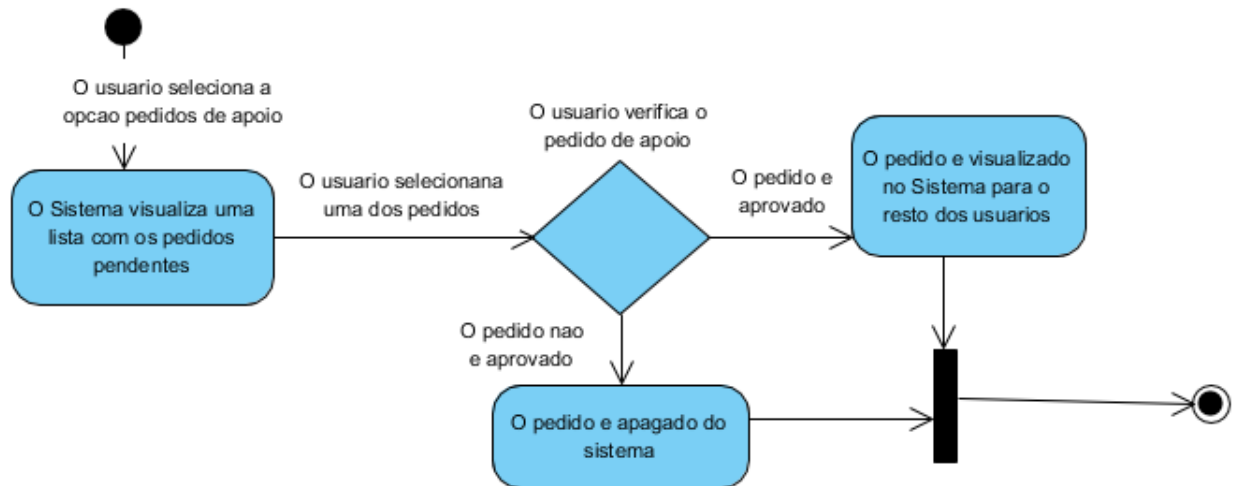 O usuario seleciona a
opcao pedidos de apoio
O Sistema visualiza uma
lista com os pedidos
pendentes
O usuario selecionana
uma dos pedidos
O usuario verifica o
pedido de apoio
O pedido e
aprovado
O pedido e visualizado
no Sistema para o
resto dos usuarios
O pedido nao
e aprovado
O pedido e apagado do
sistema